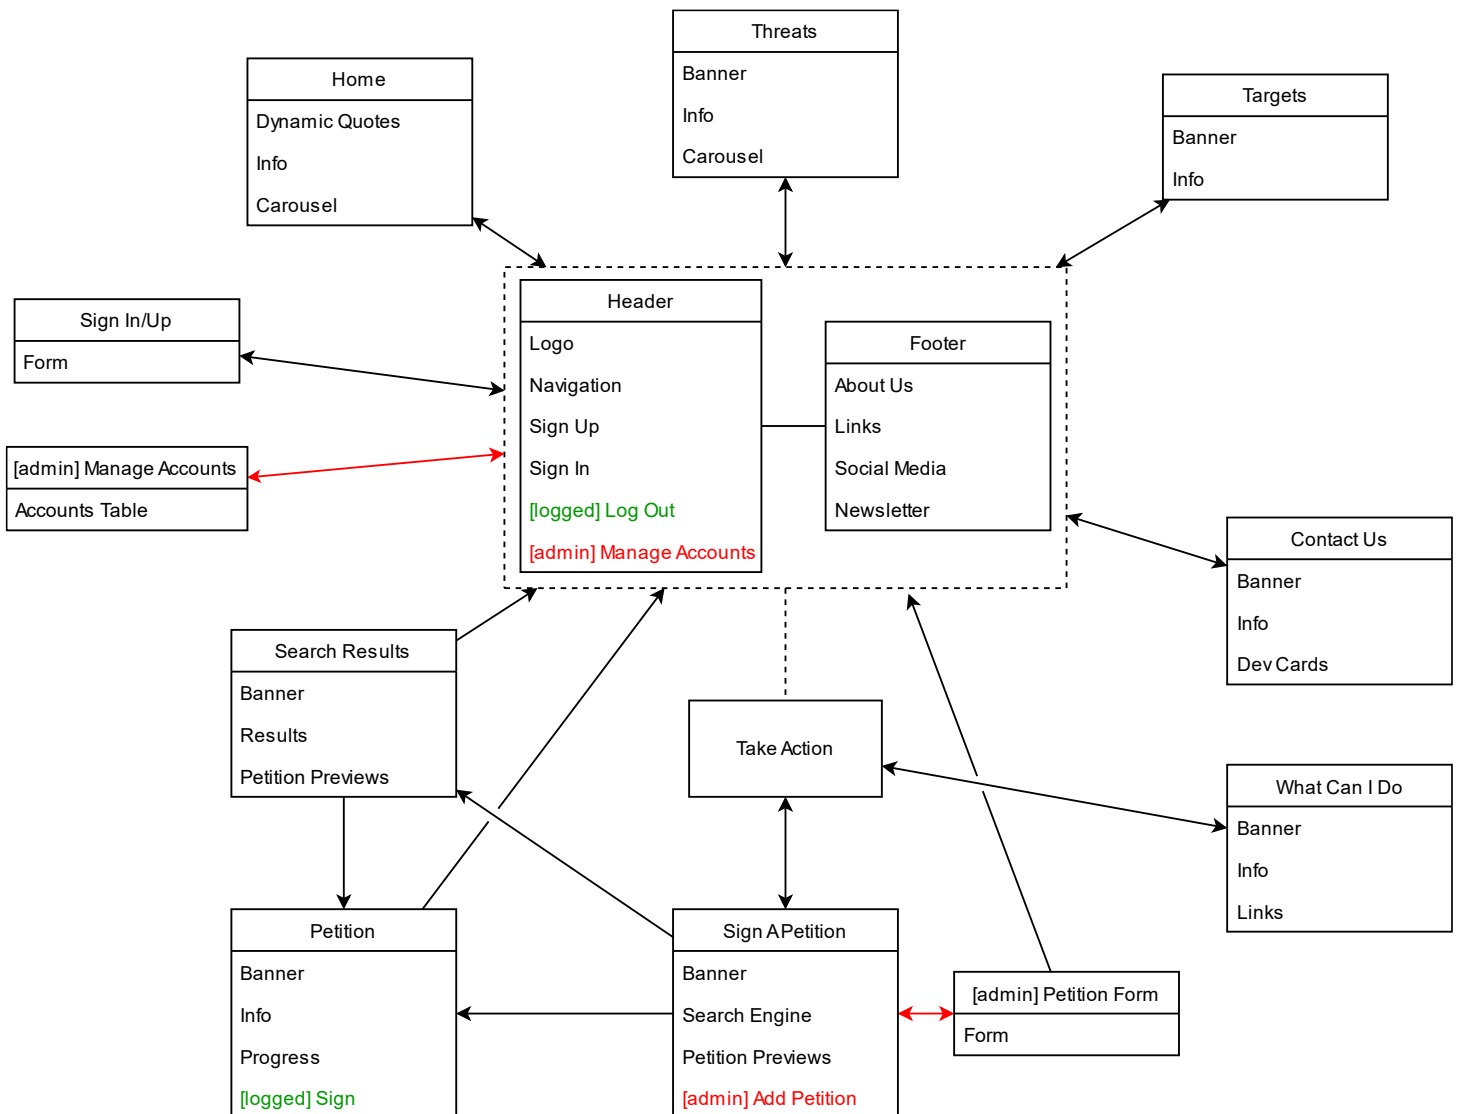 Threats
Banner
Info
Carousel
Home
Dynamic Quotes
Info
Carousel
Targets
Banner
Info
Sign In/Up
Form
Header
Logo
Navigation
Sign Up
Sign In
[logged] Log Out
[admin] Manage Accounts
Footer
About Us
Links
Social Media
Newsletter
[admin] Manage Accounts
Accounts Table
Contact Us
Banner
Info
Dev Cards
Search Results
Banner
Results
Petition Previews
Take Action
What Can I Do
Banner
Info
Links
Petition
Banner
Info
Progress
[logged] Sign
Sign A Petition
Banner
Search Engine
Petition Previews
[admin] Add Petition
[admin] Petition Form
Form